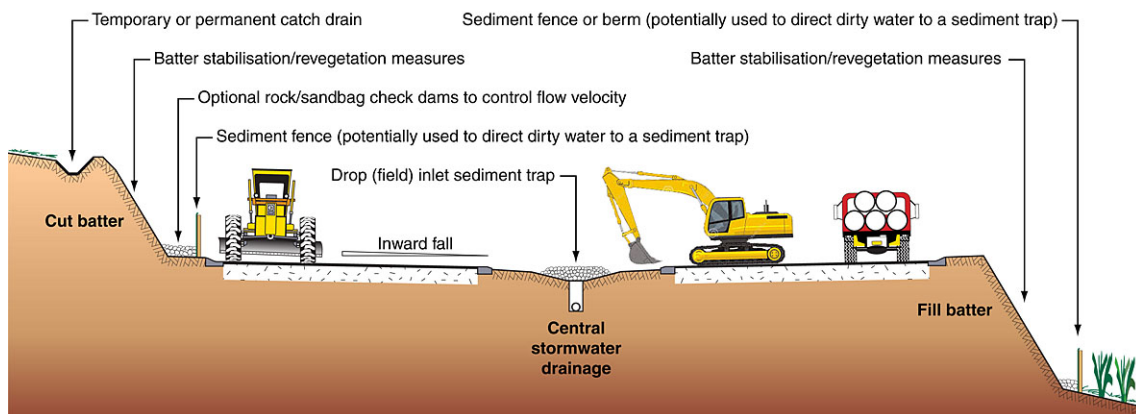 Temporary or permanent catch drain
Sediment fence or berm (potentially used to direct dirty water to a sediment trap)
Batter stabilisation/revegetation measures
Batter stabilisation/revegetation measures
Optional rock/sandbag check dams to control flow velocity
Sediment fence (potentially used to direct dirty water to a sediment trap)
Drop (field) inlet sediment trap
Cut batter
Inward fall
Fill batter
Central
stormwater
drainage